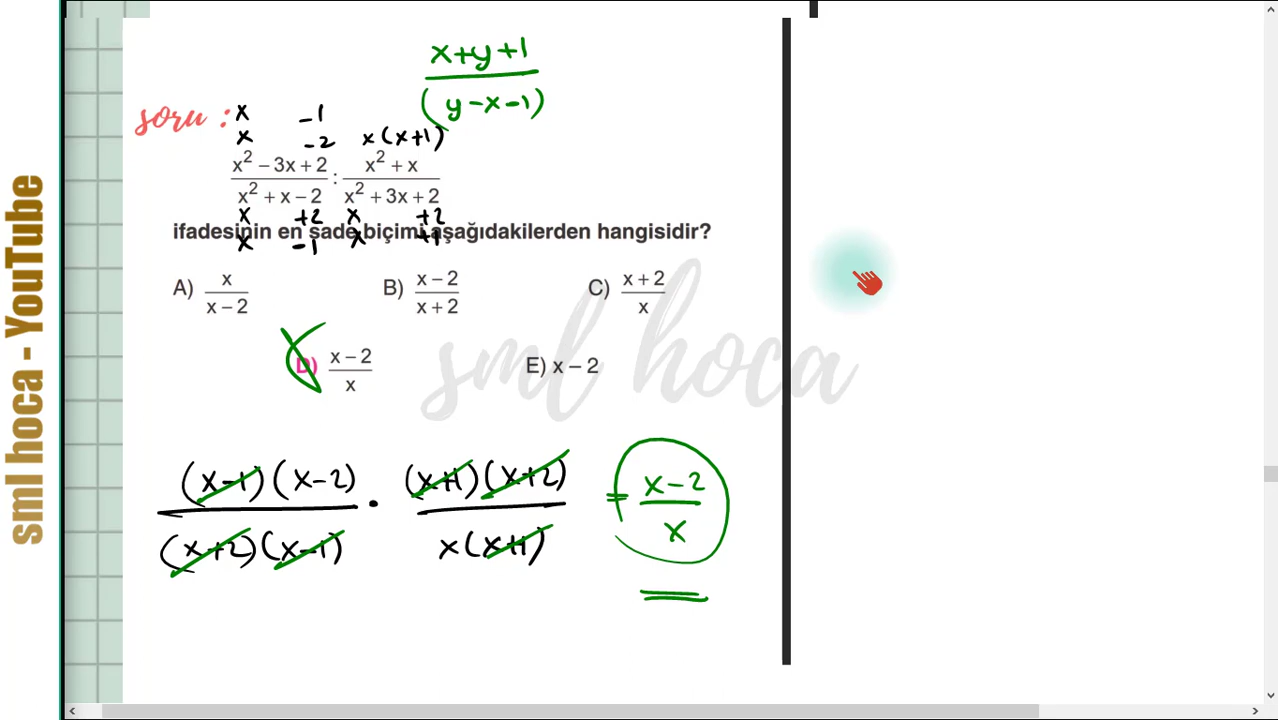 sml hoca - YouTube
x+y+1
(y-x-1)
soru :
x -1
x -2 x(x+1)
x² − 3x + 2 x² + x
:
x² + x − 2 x² + 3x + 2
x +2 x +2
x -1 x +1
ifadesinin en sade biçimi aşağıdakilerden hangisidir?
A) x / x − 2 B) x − 2 / x + 2 C) x + 2 / x
D) x − 2 / x E) x − 2
sml hoca
(x-1)(x-2) . (x+1)(x+2) = x-2
(x+2)(x-1) x(x+1) x